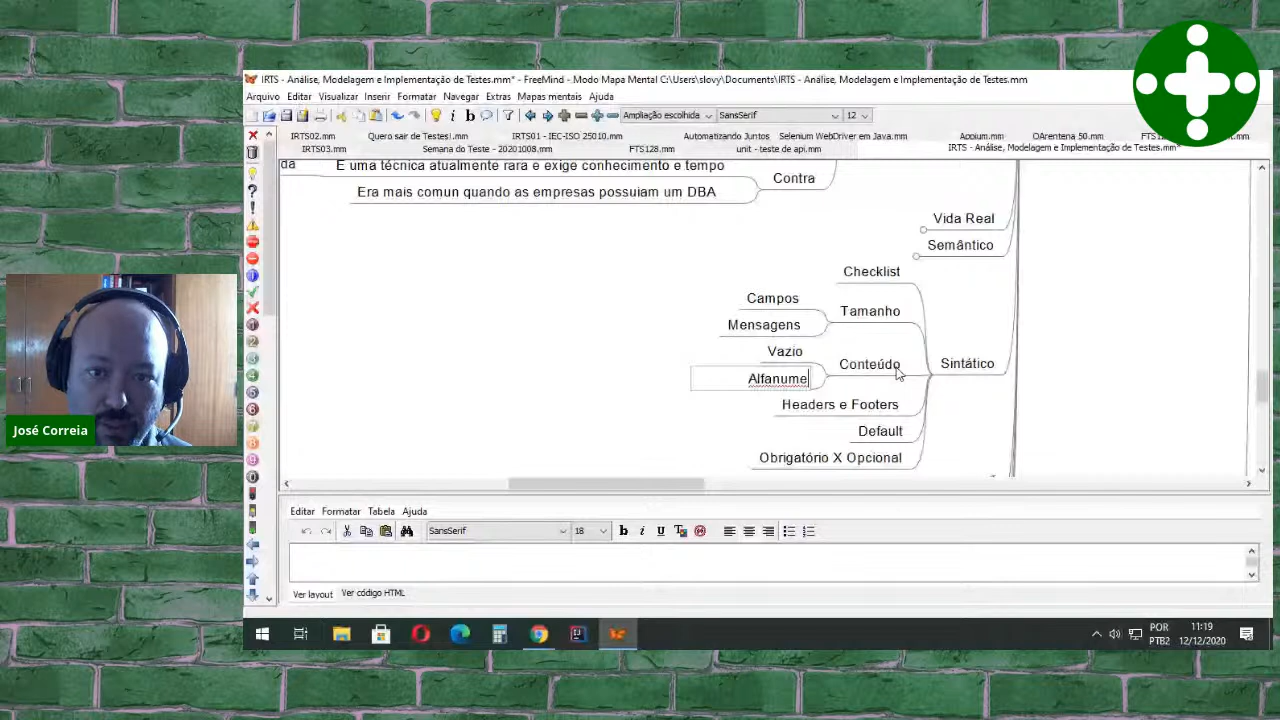 IRTS - Análise, Modelagem e Implementação de Testes.mm* - FreeMind - Modo Mapa Mental C:\Users\slovy\Documents\IRTS - Análise, Modelagem e Implementação de Testes.mm)
Arquivo Editar Visualizar Inserir Formatar Navegar Extras Mapas mentais Ajuda
Ampliação escolhida SansSerif 12
IRTS02.mm Quero sair de Testes!.mm IRTS01 - IEC-ISO 25010.mm Automatizando Juntos Selenium WebDriver em Java.mm Appium.mm QArentena 50.mm
IRTS03.mm Semana do Teste - 20201008.mm FTS128.mm unit - teste de api.mm IRTS - Análise, Modelagem e Implementação de Testes.mm*
da É uma técnica atualmente rara e exige conhecimento e tempo
Contra
Era mais comun quando as empresas possuiam um DBA
Vida Real
Semântico
Checklist
Campos
Tamanho
Mensagens
Vazio
Conteúdo
Sintático
Alfanume
Headers e Footers
Default
Obrigatório X Opcional
José Correia
Editar Formatar Tabela Ajuda
SansSerif 18
Ver layout Ver código HTML
POR 11:19
PTB2 12/12/2020